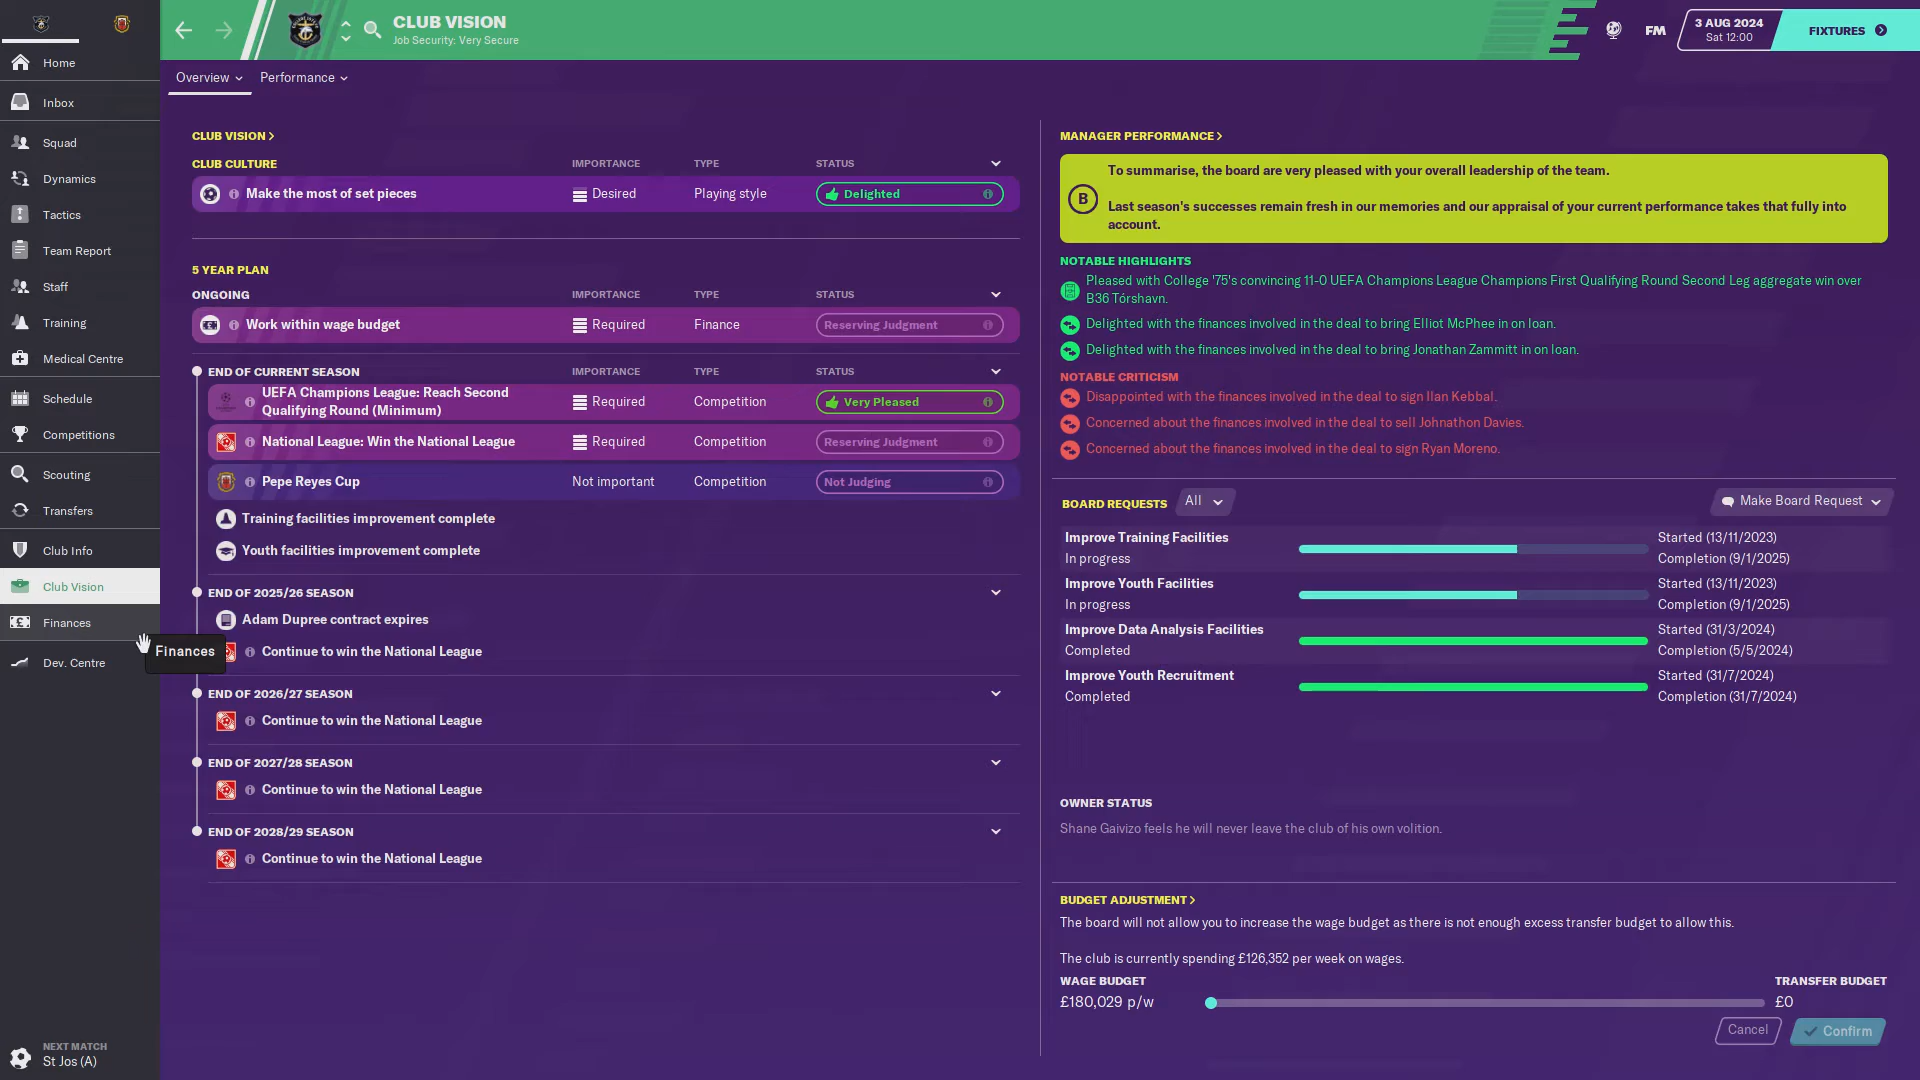 CLUB VISION
Job Security: Very Secure
FM
3 AUG 2024
Sat 12:00
FIXTURES
Overview
Performance
Home
Inbox
Squad
Dynamics
Tactics
Team Report
Staff
Training
Medical Centre
Schedule
Competitions
Scouting
Transfers
Club Info
Club Vision
Finances
Finances
Dev. Centre
NEXT MATCH
St Jos (A)
CLUB VISION
CLUB CULTURE IMPORTANCE TYPE STATUS
Make the most of set pieces Desired Playing style Delighted
5 YEAR PLAN
ONGOING IMPORTANCE TYPE STATUS
Work within wage budget Required Finance Reserving Judgment
END OF CURRENT SEASON IMPORTANCE TYPE STATUS
UEFA Champions League: Reach Second
Qualifying Round (Minimum) Required Competition Very Pleased
National League: Win the National League Required Competition Reserving Judgment
Pepe Reyes Cup Not important Competition Not Judging
Training facilities improvement complete
Youth facilities improvement complete
END OF 2025/26 SEASON
Adam Dupree contract expires
Continue to win the National League
END OF 2026/27 SEASON
Continue to win the National League
END OF 2027/28 SEASON
Continue to win the National League
END OF 2028/29 SEASON
Continue to win the National League
MANAGER PERFORMANCE
B
To summarise, the board are very pleased with your overall leadership of the team.
Last season's successes remain fresh in our memories and our appraisal of your current performance takes that fully into
account.
NOTABLE HIGHLIGHTS
Pleased with College '75's convincing 11-0 UEFA Champions League Champions First Qualifying Round Second Leg aggregate win over
B36 Tórshavn.
Delighted with the finances involved in the deal to bring Elliot McPhee in on loan.
Delighted with the finances involved in the deal to bring Jonathan Zammitt in on loan.
NOTABLE CRITICISM
Disappointed with the finances involved in the deal to sign Ilan Kebbal.
Concerned about the finances involved in the deal to sell Johnathon Davies.
Concerned about the finances involved in the deal to sign Ryan Moreno.
BOARD REQUESTS All Make Board Request
Improve Training Facilities Started (13/11/2023)
In progress Completion (9/1/2025)
Improve Youth Facilities Started (13/11/2023)
In progress Completion (9/1/2025)
Improve Data Analysis Facilities Started (31/3/2024)
Completed Completion (5/5/2024)
Improve Youth Recruitment Started (31/7/2024)
Completed Completion (31/7/2024)
OWNER STATUS
Shane Gaivizo feels he will never leave the club of his own volition.
BUDGET ADJUSTMENT
The board will not allow you to increase the wage budget as there is not enough excess transfer budget to allow this.
The club is currently spending £126,352 per week on wages.
WAGE BUDGET TRANSFER BUDGET
£180,029 p/w £0
Cancel Confirm